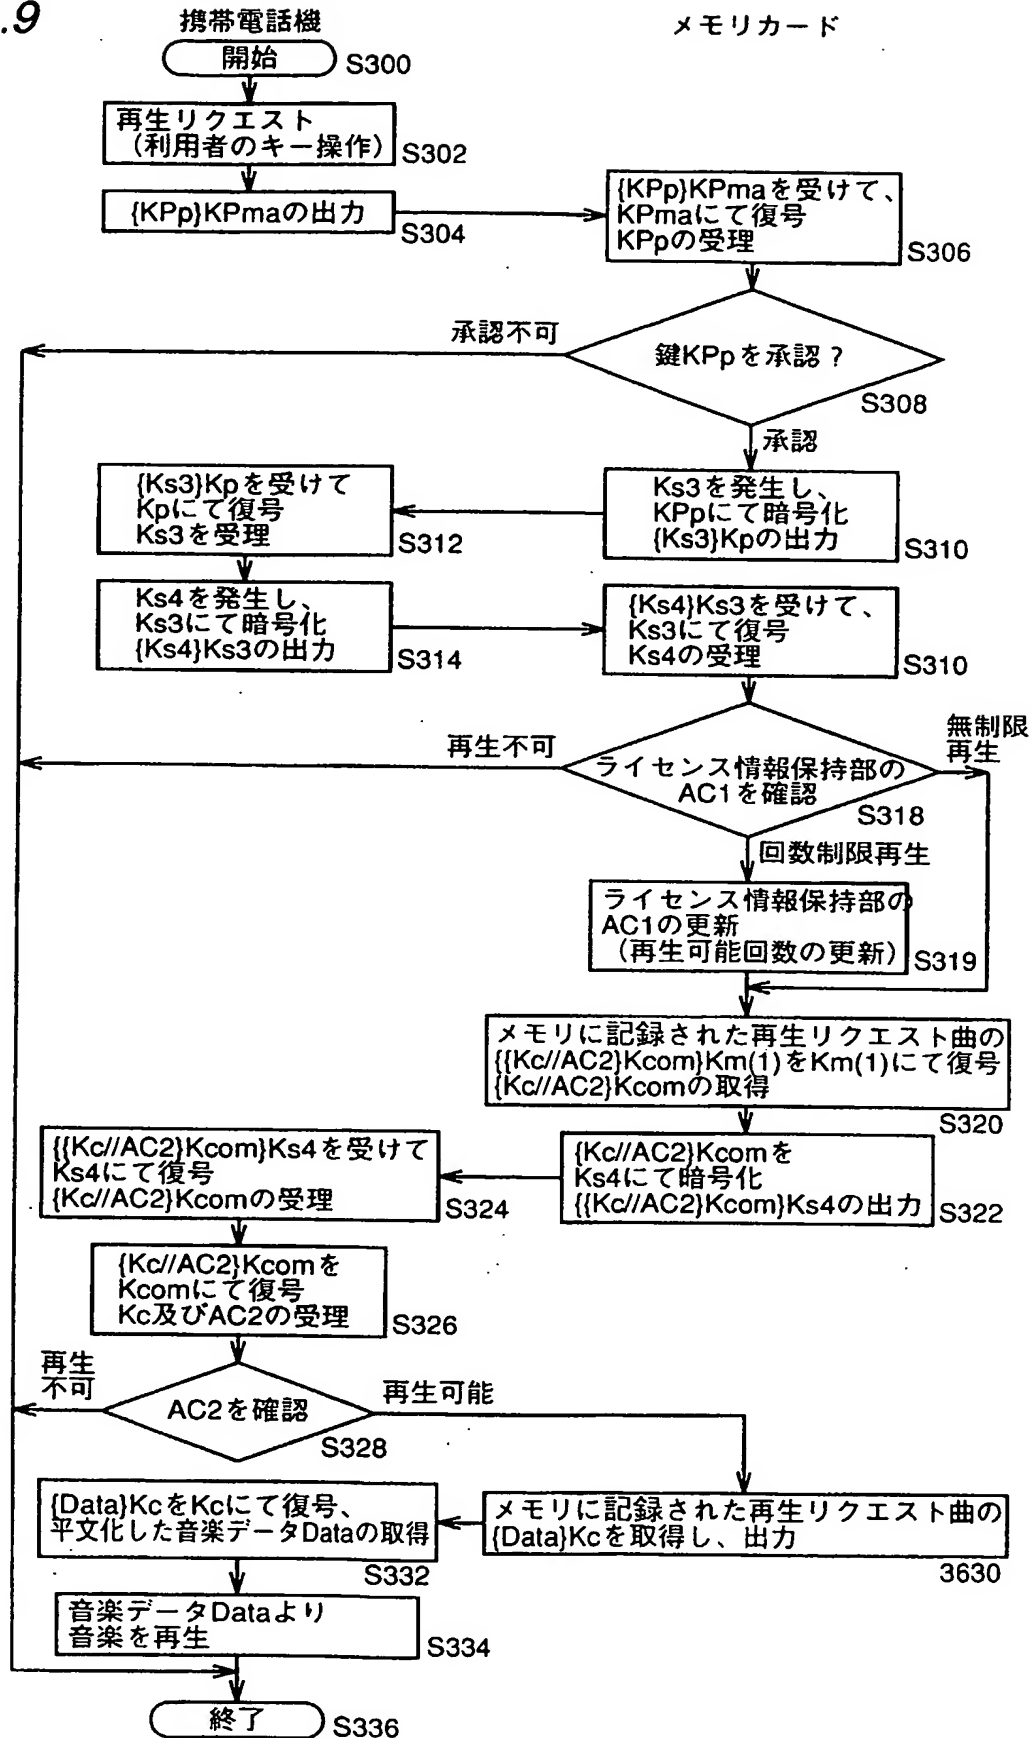 .9
携帯電話機
メモリカード
開始
S300
再生リクエスト
(利用者のキー操作)
S302
{KPp}KPmaの出力
S304
{KPp}KPmaを受けて、
KPmaにて復号
KPpの受理
S306
承認不可
鍵KPpを承認？
S308
承認
Ks3を発生し、
KPpにて暗号化
{Ks3}Kpの出力
S310
{Ks3}Kpを受けて
Kpにて復号
Ks3を受理
S312
Ks4を発生し、
Ks3にて暗号化
{Ks4}Ks3の出力
S314
{Ks4}Ks3を受けて、
Ks3にて復号
Ks4の受理
S310
再生不可
ライセンス情報保持部の
AC1を確認
S318
無制限
再生
回数制限再生
ライセンス情報保持部の
AC1の更新
(再生可能回数の更新)
S319
メモリに記録された再生リクエスト曲の
{{Kc//AC2}Kcom}Km(1)をKm(1)にて復号
{Kc//AC2}Kcomの取得
S320
{Kc//AC2}Kcomを
Ks4にて暗号化
{{Kc//AC2}Kcom}Ks4の出力
S322
{{Kc//AC2}Kcom}Ks4を受けて
Ks4にて復号
{Kc//AC2}Kcomの受理
S324
{Kc//AC2}Kcomを
Kcomにて復号
Kc及びAC2の受理
S326
再生
不可
AC2を確認
S328
再生可能
メモリに記録された再生リクエスト曲の
{Data}Kcを取得し、出力
3630
{Data}KcをKcにて復号、
平文化した音楽データDataの取得
S332
音楽データDataより
音楽を再生
S334
終了
S336